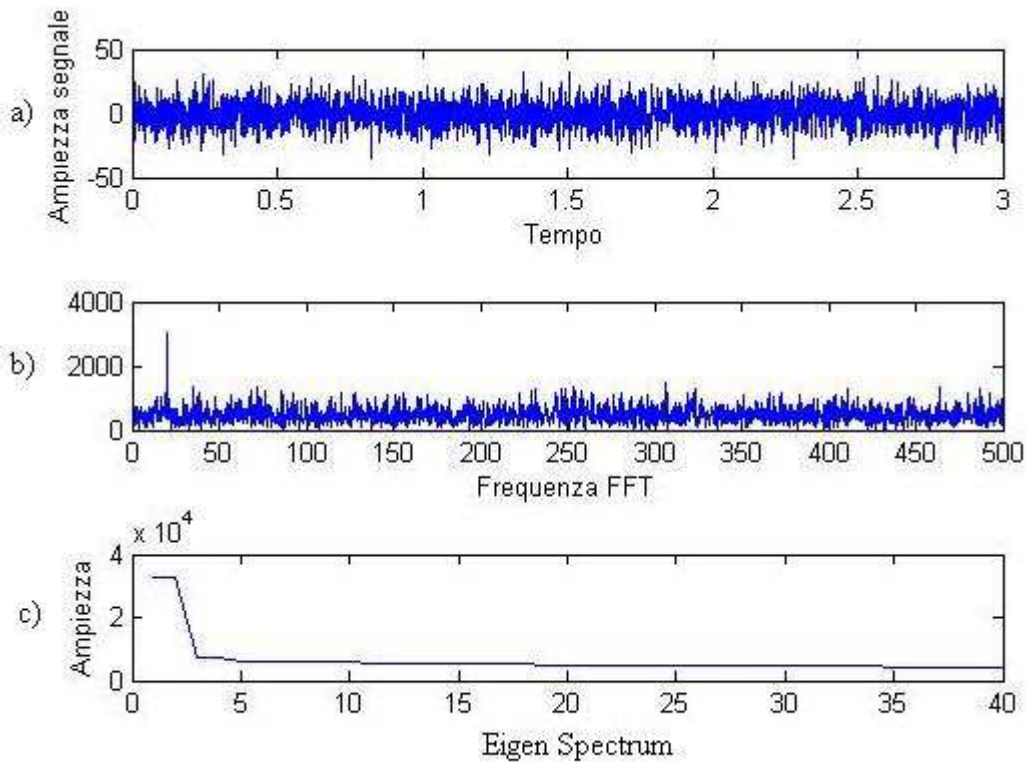 a)
Ampiezza segnale
50
0
-50
0 0.5 1 1.5 2 2.5 3
Tempo
b)
4000
2000
0
0 50 100 150 200 250 300 350 400 450 500
Frequenza FFT
c)
Ampiezza
x 10^4
4
2
0
0 5 10 15 20 25 30 35 40
Eigen Spectrum